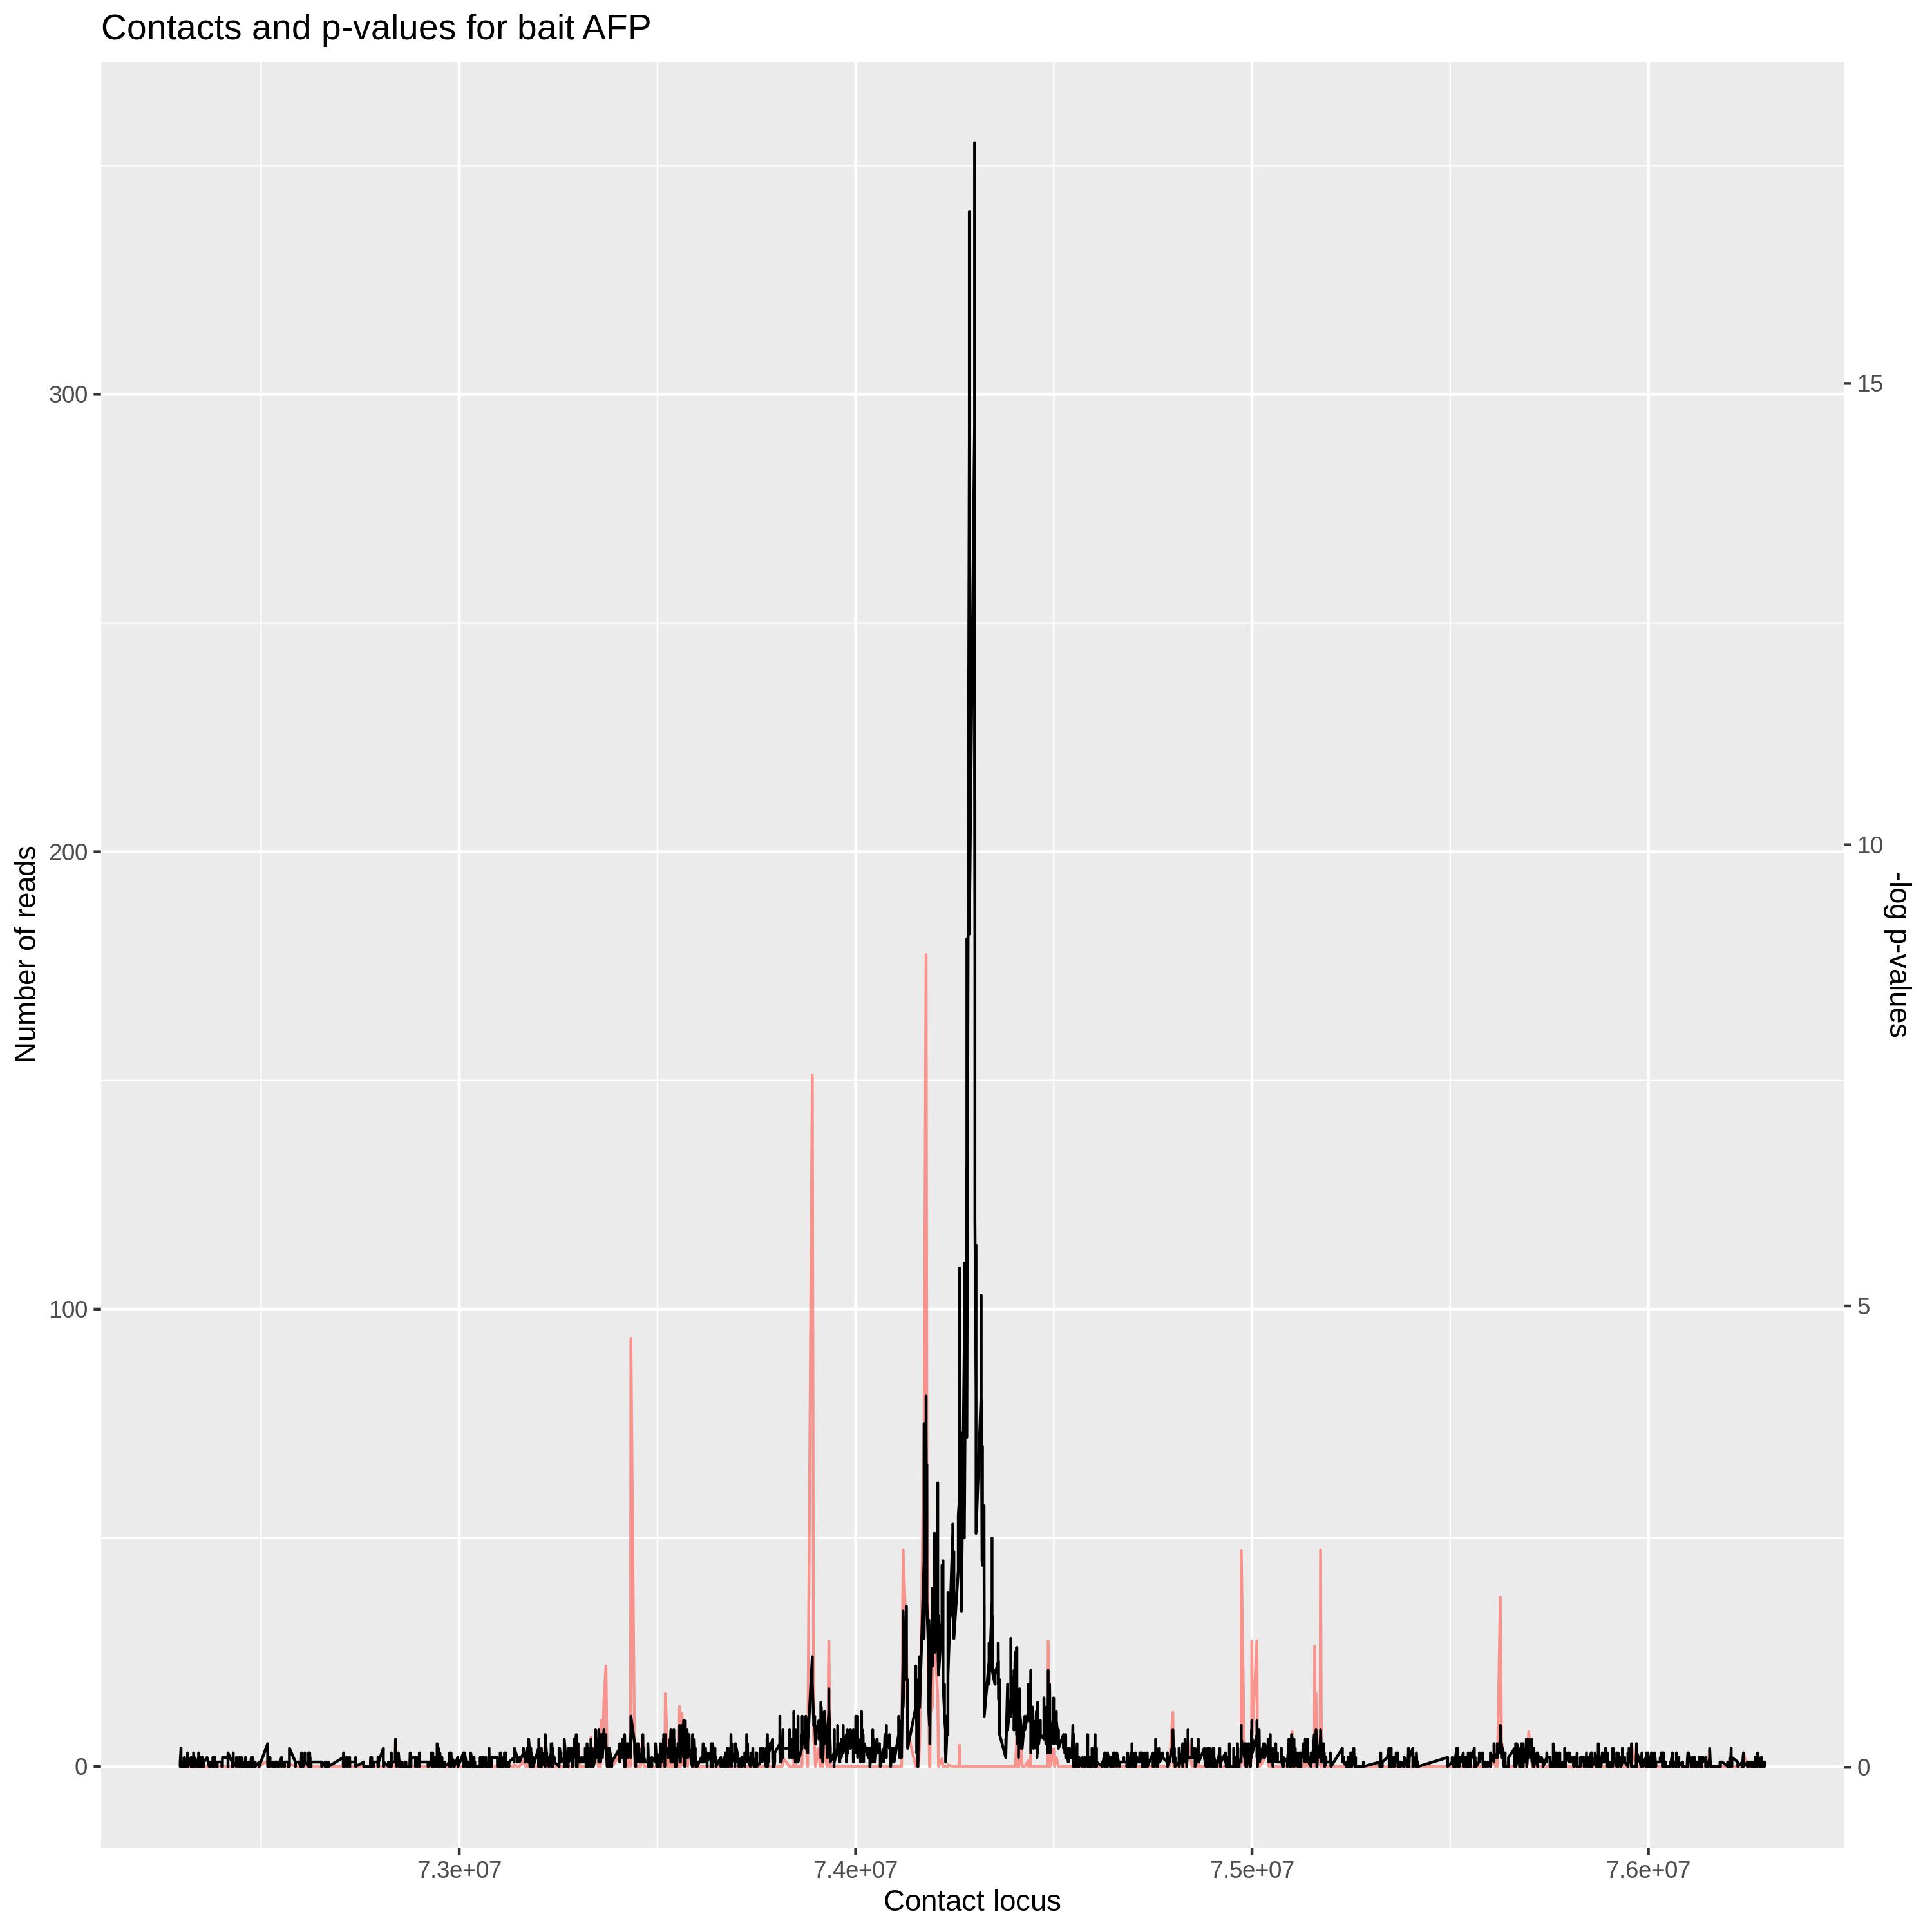 Contacts and p-values for bait AFP
300
200
100
0
Number of reads
15
10
5
0
-log p-values
7.3e+07
7.4e+07
7.5e+07
7.6e+07
Contact locus